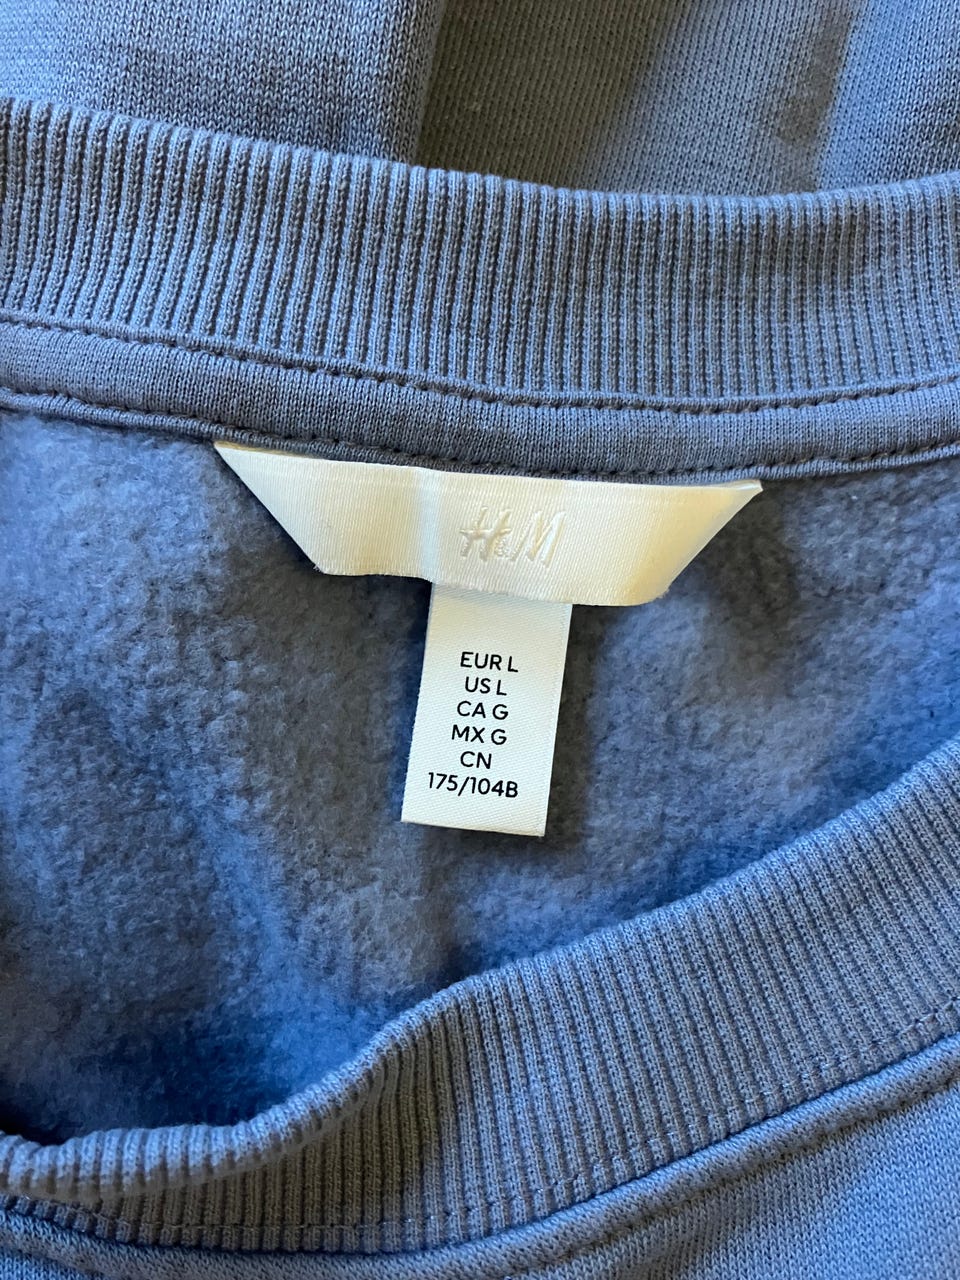 H&M
EUR L
US L
CA G
MX G
CN
175/104B